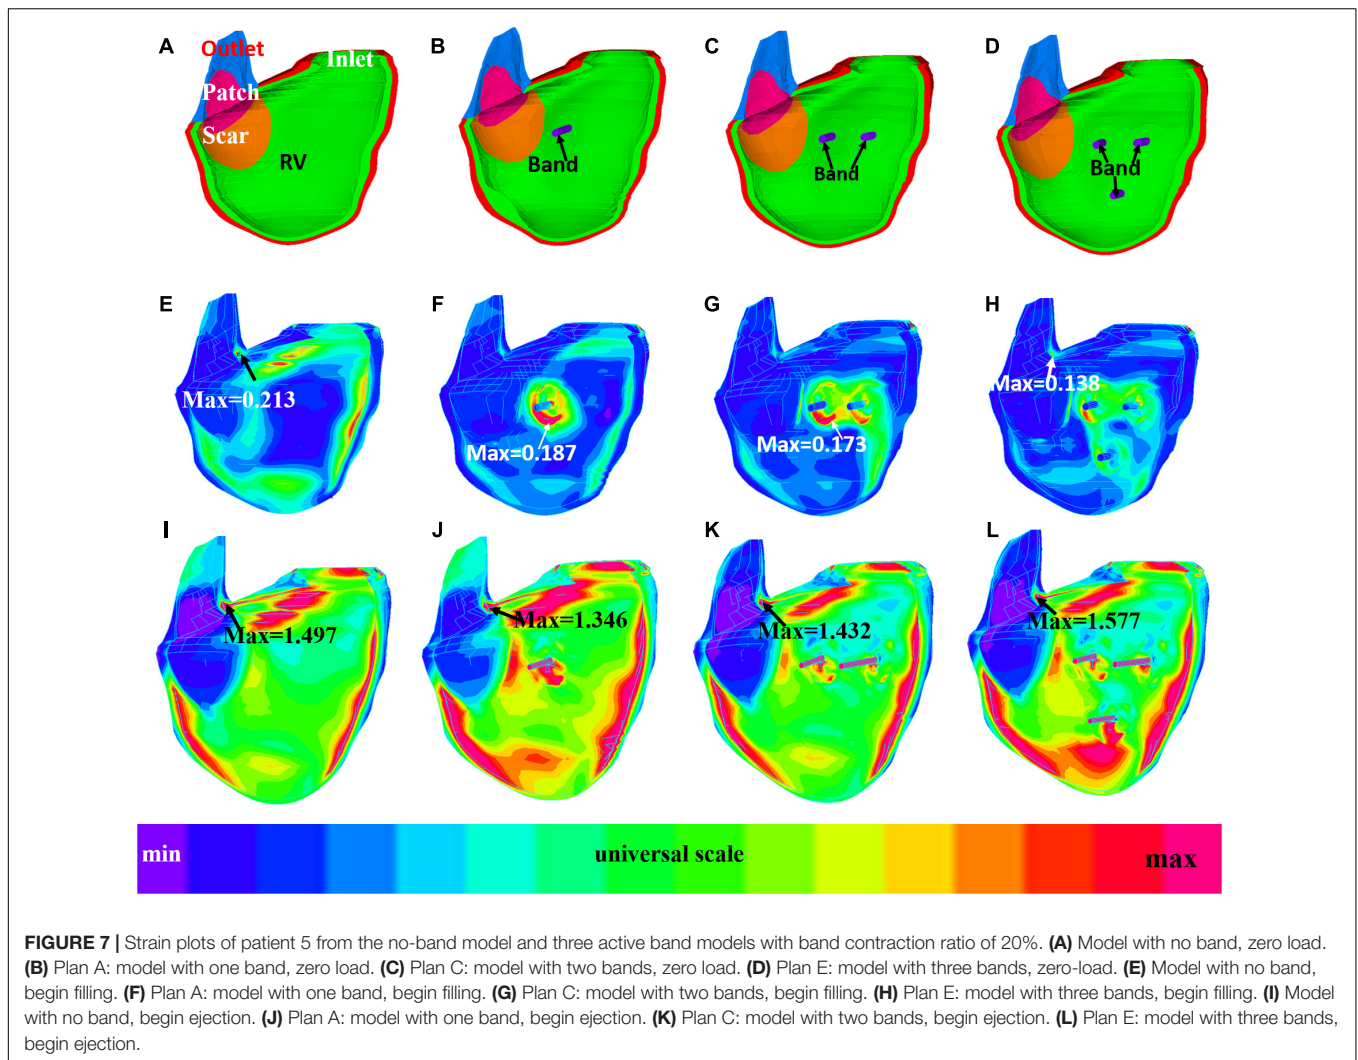 A
B
C
D
Outlet
Inlet
Patch
Scar
RV
Band
Band
Band
E
F
G
H
Max=0.213
Max=0.187
Max=0.173
Max=0.138
I
J
K
L
Max=1.497
Max=1.346
Max=1.432
Max=1.577
min
universal scale
max
FIGURE 7 | Strain plots of patient 5 from the no-band model and three active band models with band contraction ratio of 20%. (A) Model with no band, zero load.
(B) Plan A: model with one band, zero load. (C) Plan C: model with two bands, zero load. (D) Plan E: model with three bands, zero-load. (E) Model with no band,
begin filling. (F) Plan A: model with one band, begin filling. (G) Plan C: model with two bands, begin filling. (H) Plan E: model with three bands, begin filling. (I) Model
with no band, begin ejection. (J) Plan A: model with one band, begin ejection. (K) Plan C: model with two bands, begin ejection. (L) Plan E: model with three bands,
begin ejection.